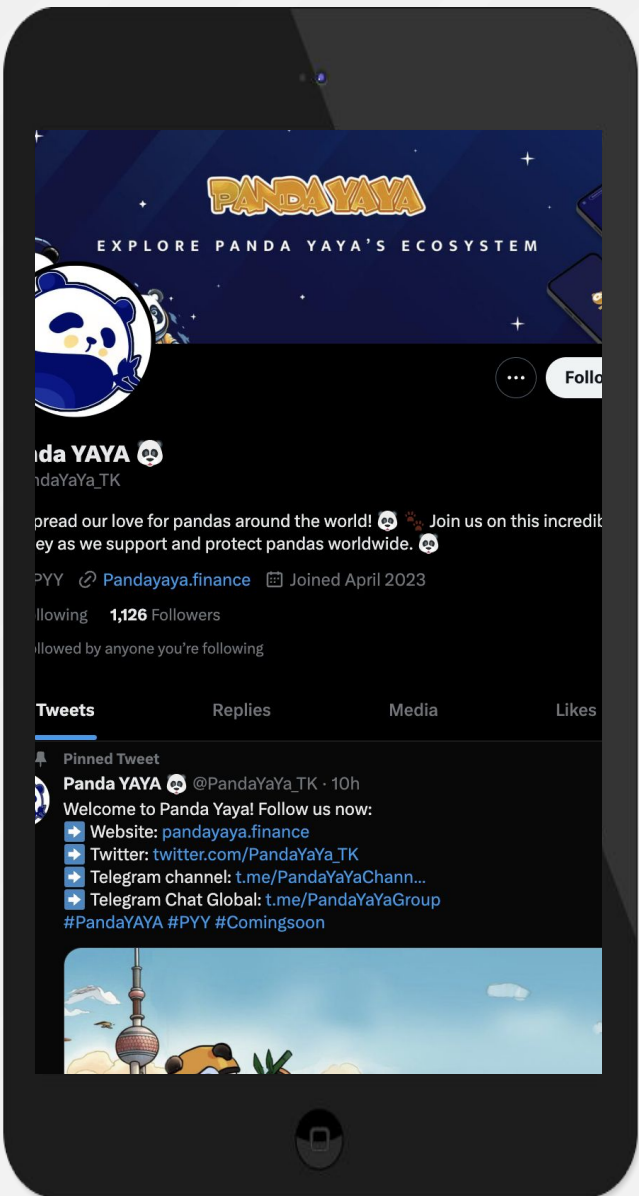 PANDA YAYA
EXPLORE PANDA YAYA'S ECOSYSTEM
Follo
nda YAYA
ndaYaYa_TK
pread our love for pandas around the world! 🐼 🐾 Join us on this incredib
ey as we support and protect pandas worldwide. 🐼
PYY Pandayaya.finance Joined April 2023
llowing 1,126 Followers
llowed by anyone you're following
Tweets Replies Media Likes
Pinned Tweet
Panda YAYA 🐼 @PandaYaYa_TK · 10h
Welcome to Panda Yaya! Follow us now:
➡️ Website: pandayaya.finance
➡️ Twitter: twitter.com/PandaYaYa_TK
➡️ Telegram channel: t.me/PandaYaYaChann...
➡️ Telegram Chat Global: t.me/PandaYaYaGroup
#PandaYAYA #PYY #Comingsoon